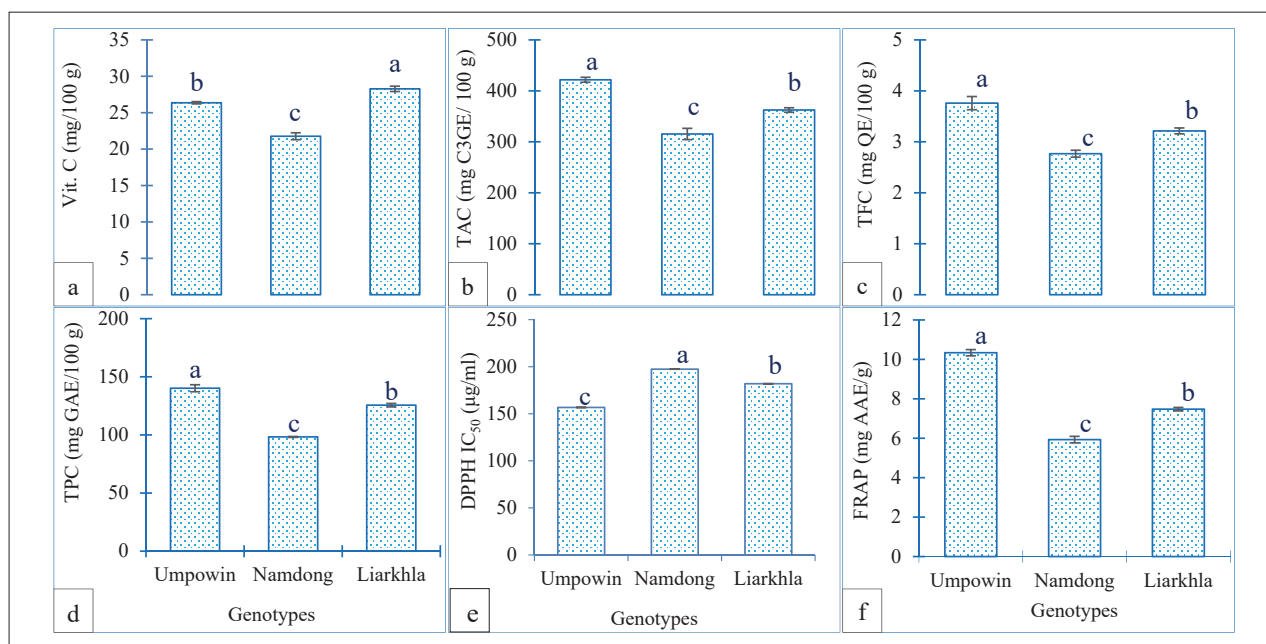 Vit. C (mg/100 g)
35
30
25
20
15
10
5
0
b
c
a
a
TAC (mg C3GE/ 100 g)
500
400
300
200
100
0
a
c
b
b
TFC (mg QE/100 g)
5
4
3
2
1
0
a
c
b
c
TPC (mg GAE/100 g)
200
150
100
50
0
a
c
b
Umpowin Namdong Liarkhla
Genotypes
d
DPPH IC₅₀ (µg/ml)
250
200
150
100
50
0
c
a
b
Umpowin Namdong Liarkhla
Genotypes
e
FRAP (mg AAE/g)
12
10
8
6
4
2
0
a
c
b
Umpowin Namdong Liarkhla
Genotypes
f